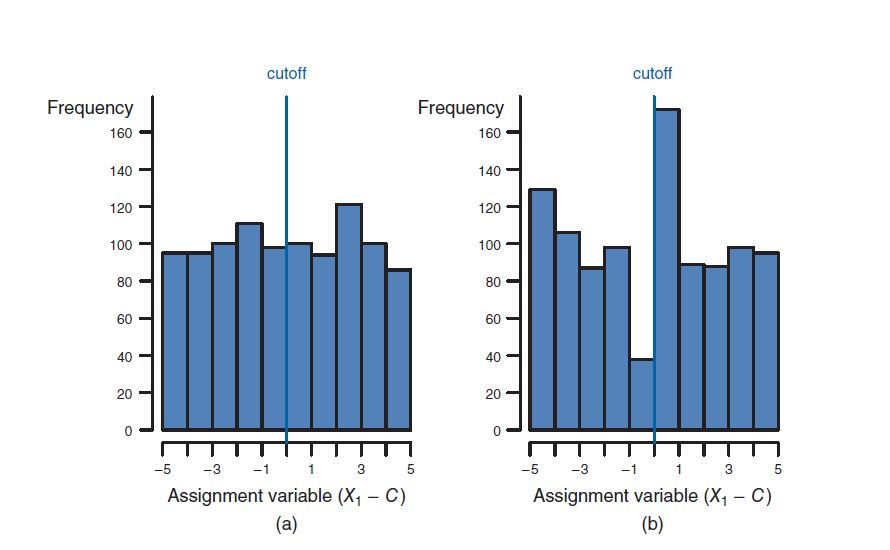 cutoff
Frequency
160
140
120
100
80
60
40
20
0
−5 −3 −1 1 3 5
Assignment variable (X₁ − C)
(a)
cutoff
Frequency
160
140
120
100
80
60
40
20
0
−5 −3 −1 1 3 5
Assignment variable (X₁ − C)
(b)